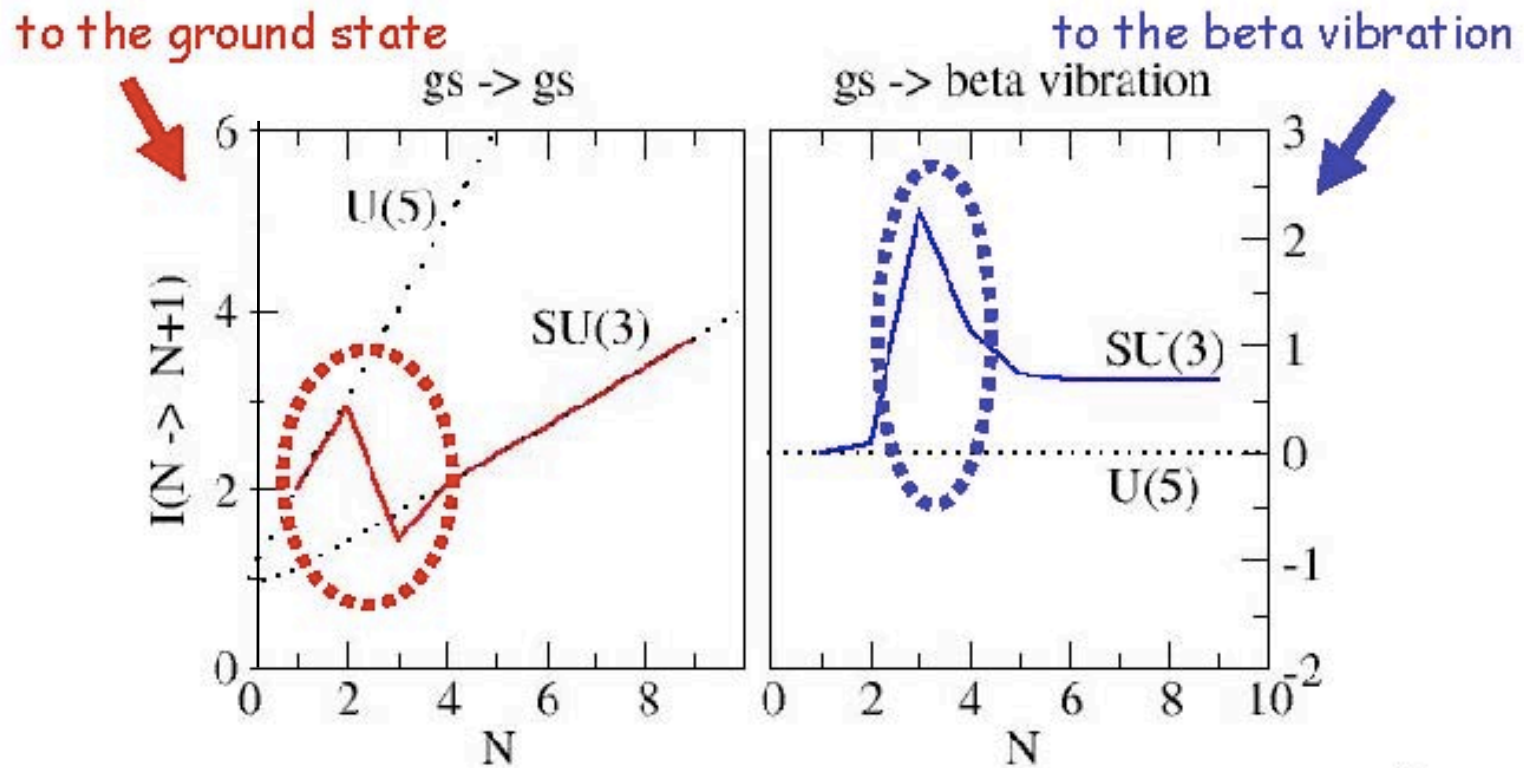 to the ground state
to the beta vibration
gs -> gs
gs -> beta vibration
6
4
2
0
I(N -> N+1)
U(5)
SU(3)
0 2 4 6 8
N
3
2
1
0
-1
-2
SU(3)
U(5)
0 2 4 6 8 10
N